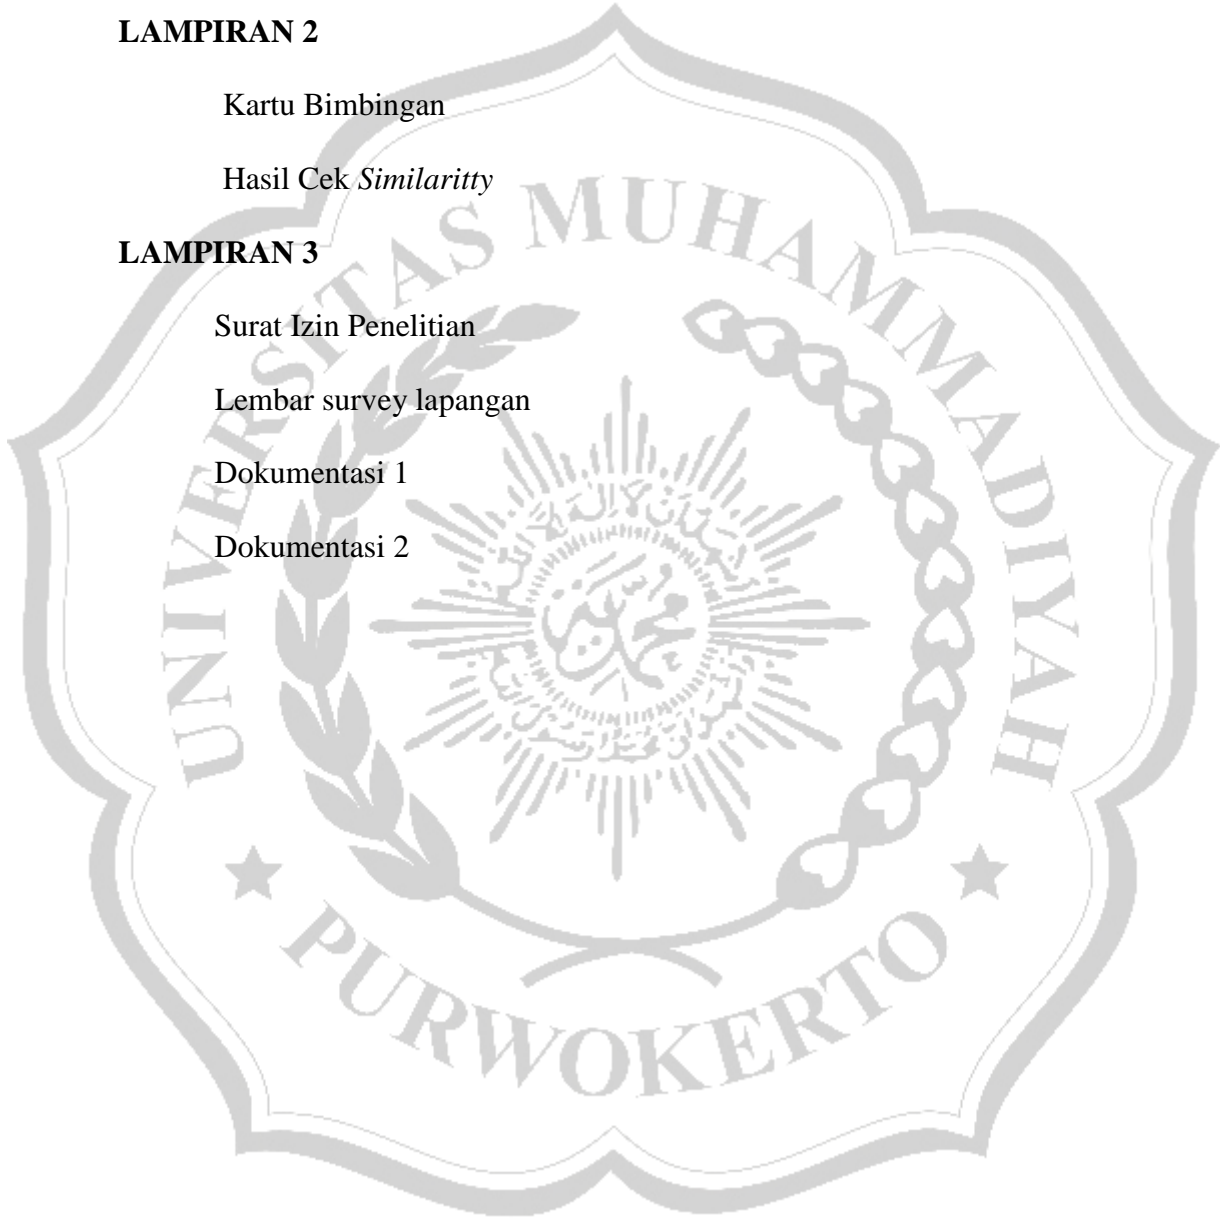 LAMPIRAN 2
Kartu Bimbingan
Hasil Cek Similaritty
LAMPIRAN 3
Surat Izin Penelitian
Lembar survey lapangan
Dokumentasi 1
Dokumentasi 2
UNIVERSITAS MUHAMMADIYAH
PURWOKERTO